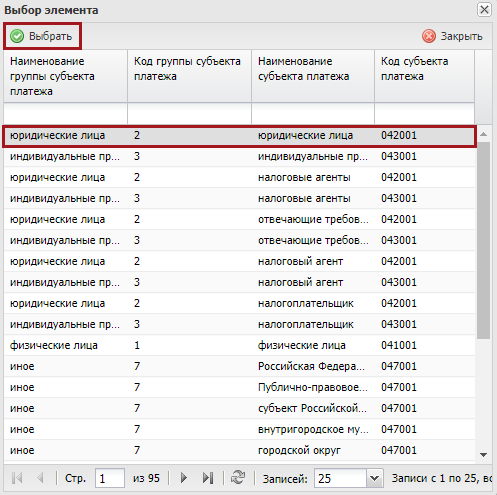 Выбор элемента
Выбрать Закрыть
Наименование группы субъекта платежа Код группы субъекта платежа Наименование субъекта платежа Код субъекта платежа
юридические лица 2 юридические лица 042001
индивидуальные пр... 3 индивидуальные пр... 043001
юридические лица 2 налоговые агенты 042001
индивидуальные пр... 3 налоговые агенты 043001
юридические лица 2 отвечающие требов... 042001
индивидуальные пр... 3 отвечающие требов... 043001
юридические лица 2 налоговый агент 042001
индивидуальные пр... 3 налоговый агент 043001
юридические лица 2 налогоплательщик 042001
индивидуальные пр... 3 налогоплательщик 043001
физические лица 1 физические лица 041001
иное 7 Российская Федера... 047001
иное 7 Публично-правовое... 047001
иное 7 субъект Российской... 047001
иное 7 внутригородское му... 047001
иное 7 городской округ 047001
Стр. 1 из 95 Записей: 25 Записи с 1 по 25, вс